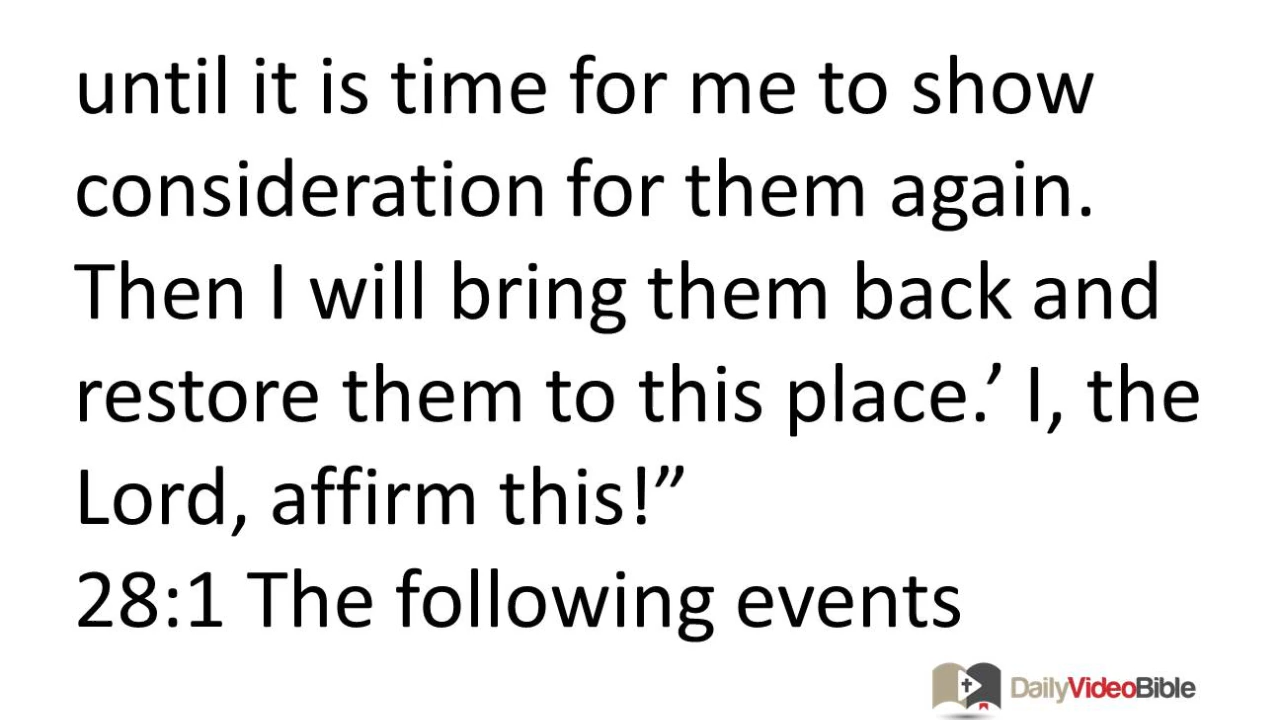 until it is time for me to show
consideration for them again.
Then I will bring them back and
restore them to this place.’ I, the
Lord, affirm this!”
28:1 The following events
DailyVideoBible